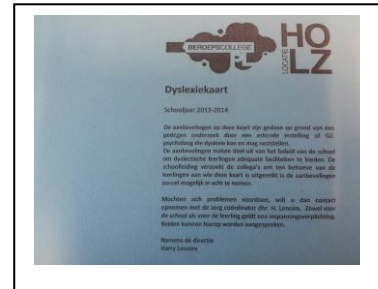 BEROEPSCOLLEGE
LOCATIE
HO
LZ
Dyslexiekaart
Schooljaar 2013-2014
De aanbevelingen op deze kaart zijn gedaan op grond van een
gedegen onderzoek door een erkende instelling of GZ-
psycholoog die dyslexie kan en mag vaststellen.
De aanbevelingen maken deel uit van het beleid van de school
om dyslectische leerlingen adequate faciliteiten te bieden. De
schoolleiding verzoekt de collega's om ten behoeve van de
leerlingen aan wie deze kaart is uitgereikt is de aanbevelingen
zoveel mogelijk in acht te nemen.
Mochten zich problemen voordoen, wilt u dan contact
opnemen met de zorg coördinator dhr. H. Lenoire. Zowel voor
de school als voor de leerling geldt een inspanningsverplichting.
Beiden kunnen hierop worden aangesproken.
Namens de directie
Harry Lenoire